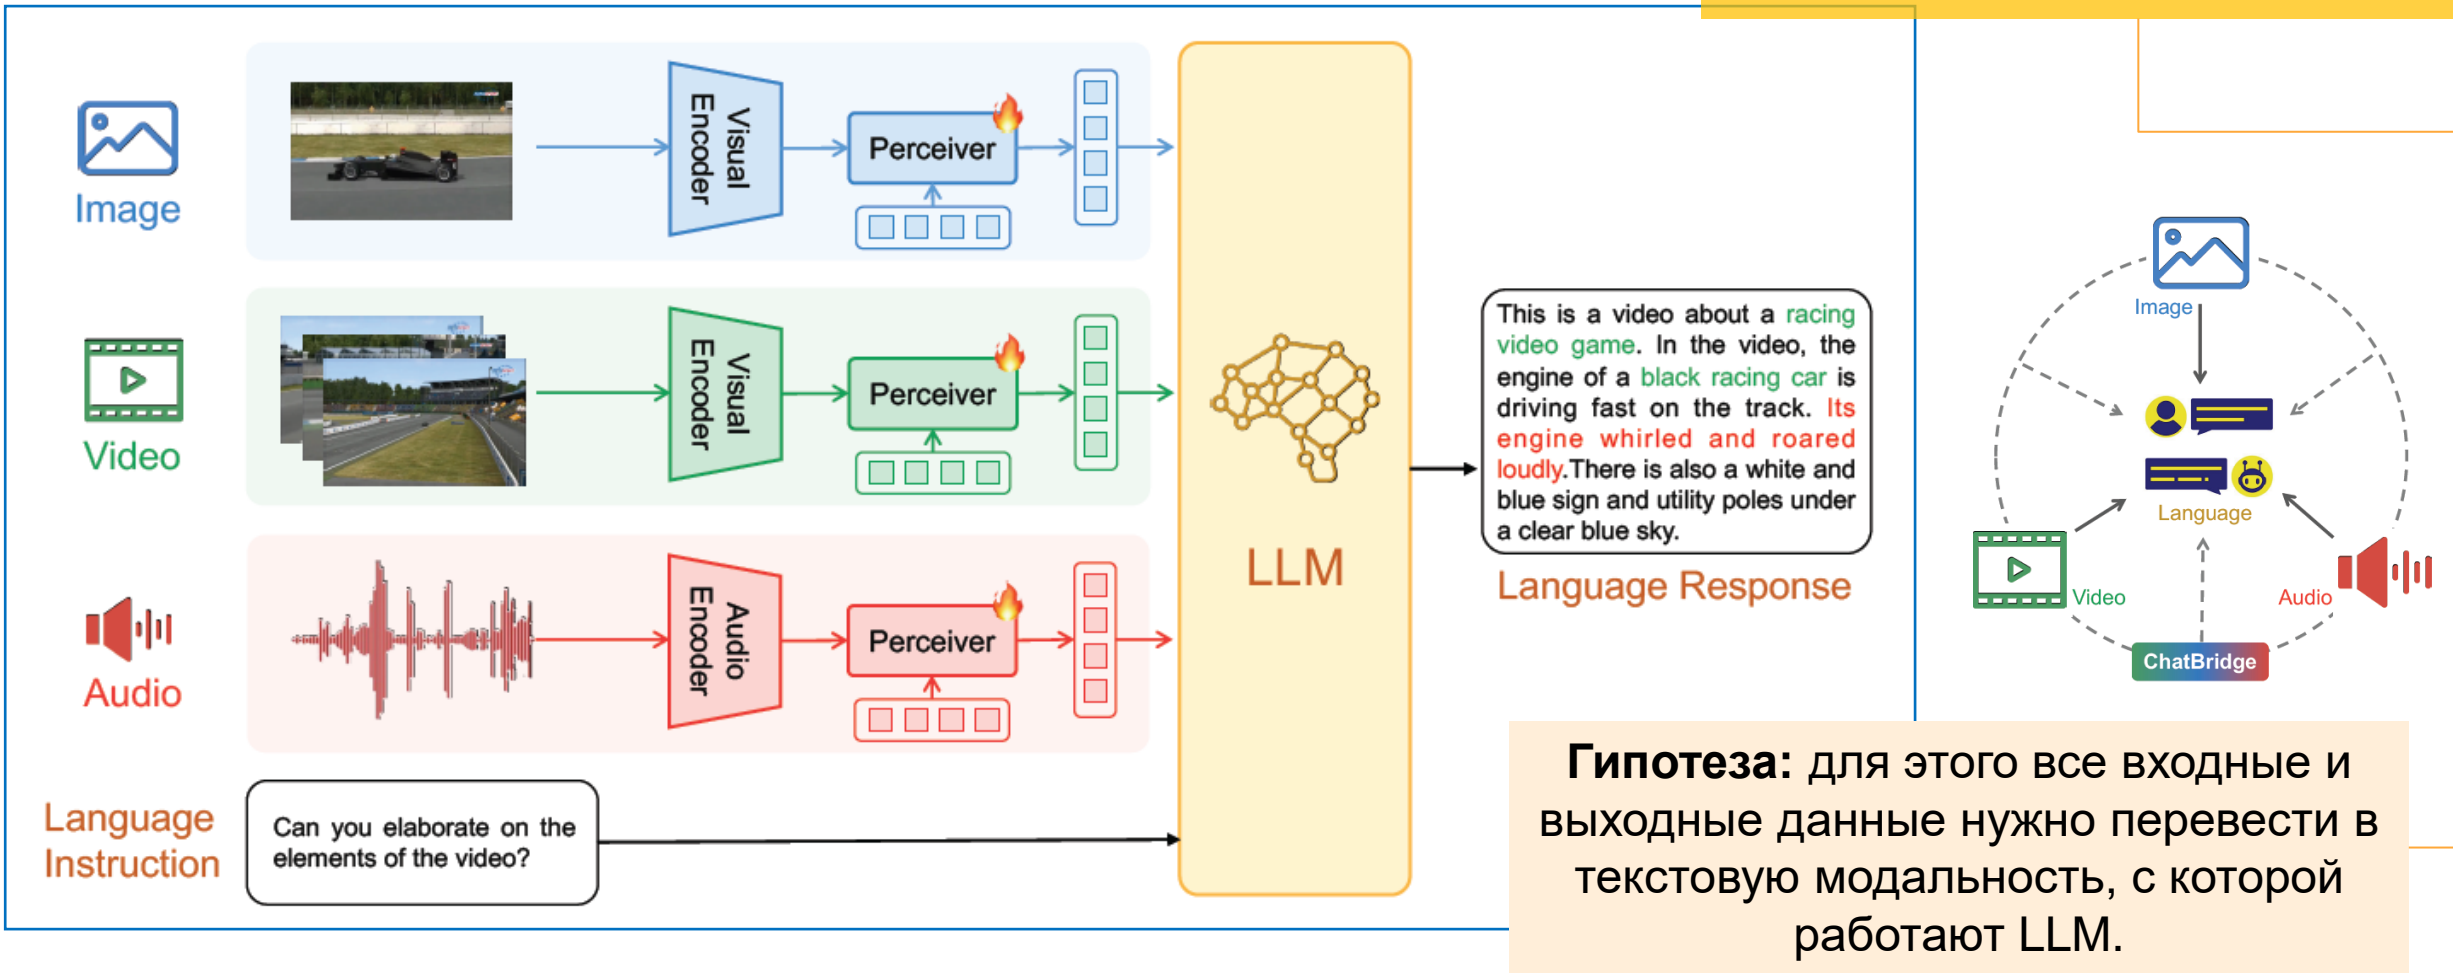 Image
Visual
Encoder
Perceiver
Video
Visual
Encoder
Perceiver
Audio
Audio
Encoder
Perceiver
Language
Instruction
Can you elaborate on the
elements of the video?
LLM
This is a video about a racing
video game. In the video, the
engine of a black racing car is
driving fast on the track. Its
engine whirled and roared
loudly.There is also a white and
blue sign and utility poles under
a clear blue sky.
Language Response
Image
Language
Video
Audio
ChatBridge
Гипотеза: для этого все входные и
выходные данные нужно перевести в
текстовую модальность, с которой
работают LLM.